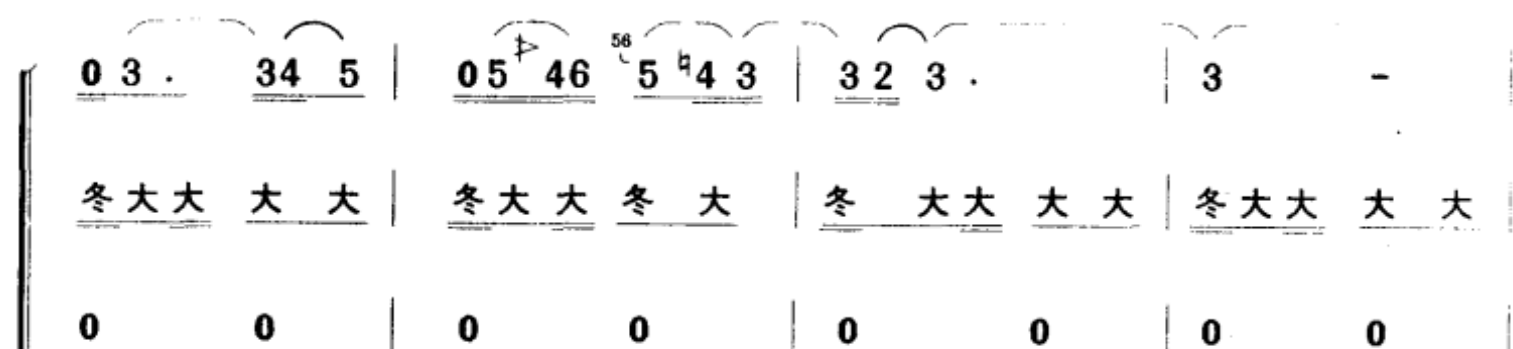 0 3 . 34 5 | 05 46 56 5 ♮4 3 | 3 2 3 . | 3 - |
冬大大 大 大 | 冬大大 冬 大 | 冬 大大 大 大 | 冬大大 大 大
0 0 | 0 0 | 0 0 | 0 0 |